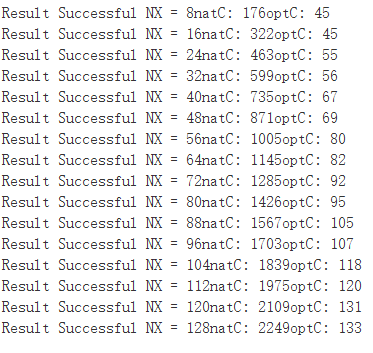 Result Successful NX = 8natC: 176optC: 45
Result Successful NX = 16natC: 322optC: 45
Result Successful NX = 24natC: 463optC: 55
Result Successful NX = 32natC: 599optC: 56
Result Successful NX = 40natC: 735optC: 67
Result Successful NX = 48natC: 871optC: 69
Result Successful NX = 56natC: 1005optC: 80
Result Successful NX = 64natC: 1145optC: 82
Result Successful NX = 72natC: 1285optC: 92
Result Successful NX = 80natC: 1426optC: 95
Result Successful NX = 88natC: 1567optC: 105
Result Successful NX = 96natC: 1703optC: 107
Result Successful NX = 104natC: 1839optC: 118
Result Successful NX = 112natC: 1975optC: 120
Result Successful NX = 120natC: 2109optC: 131
Result Successful NX = 128natC: 2249optC: 133